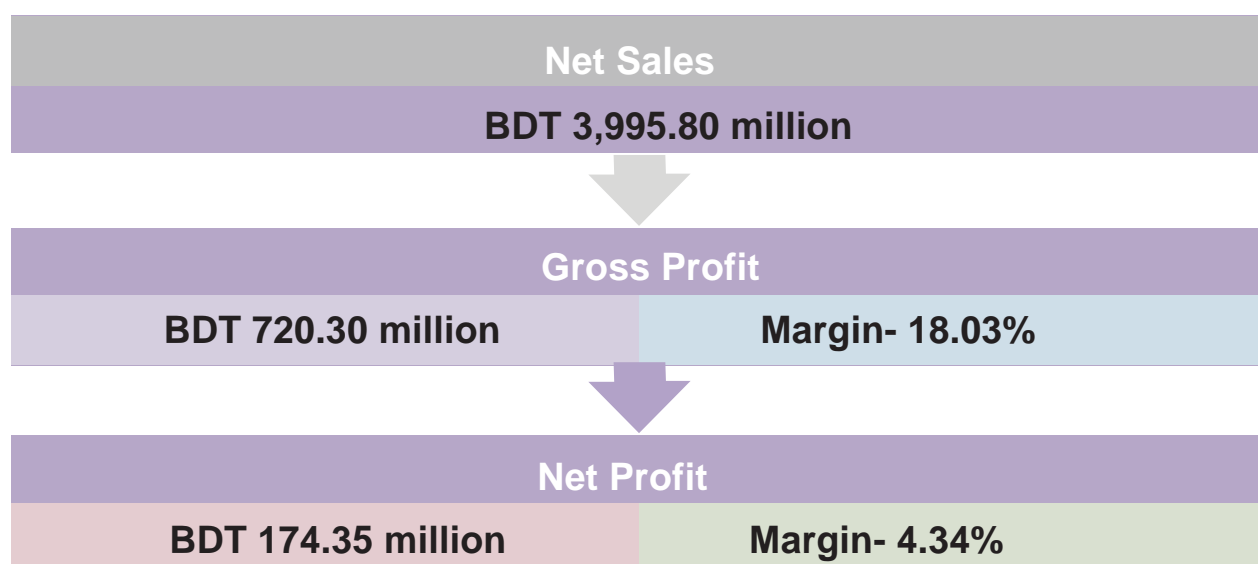 Net Sales
BDT 3,995.80 million
Gross Profit
BDT 720.30 million Margin- 18.03%
Net Profit
BDT 174.35 million Margin- 4.34%